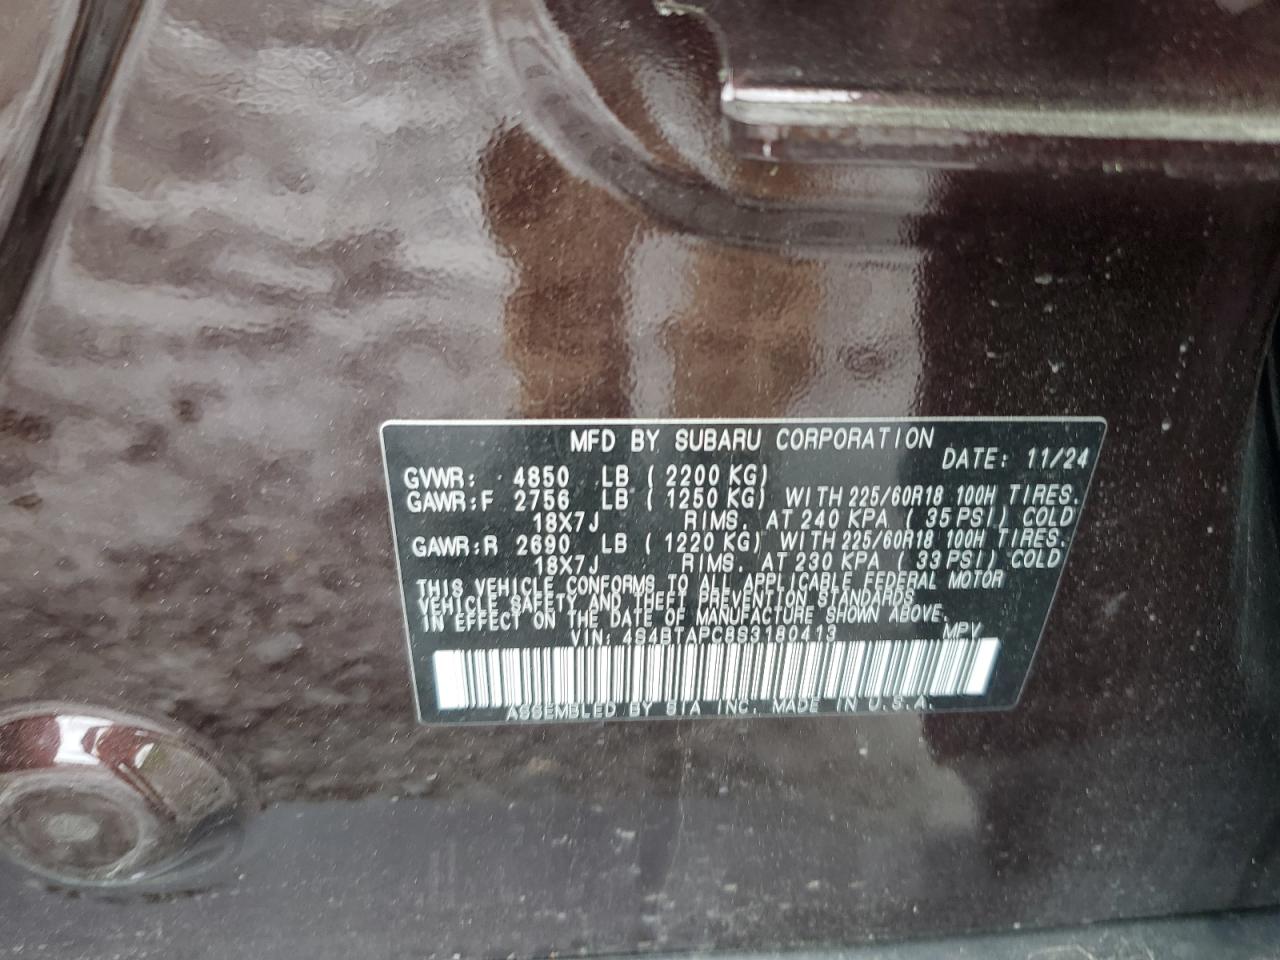 MFD BY SUBARU CORPORATION
DATE: 11/24
GVWR: 4850 LB ( 2200 KG)
GAWR:F 2756 LB ( 1250 KG) WITH 225/60R18 100H TIRES.
18X7J RIMS. AT 240 KPA ( 35 PSI) COLD
GAWR:R 2690 LB ( 1220 KG) WITH 225/60R18 100H TIRES.
18X7J RIMS. AT 230 KPA ( 33 PSI) COLD
THIS VEHICLE CONFORMS TO ALL APPLICABLE FEDERAL MOTOR
VEHICLE SAFETY AND THEFT PREVENTION STANDARDS
IN EFFECT ON THE DATE OF MANUFACTURE SHOWN ABOVE.
VIN: 4S4BTAPC8S3180413 MPV
ASSEMBLED BY SIA INC. MADE IN U.S.A.